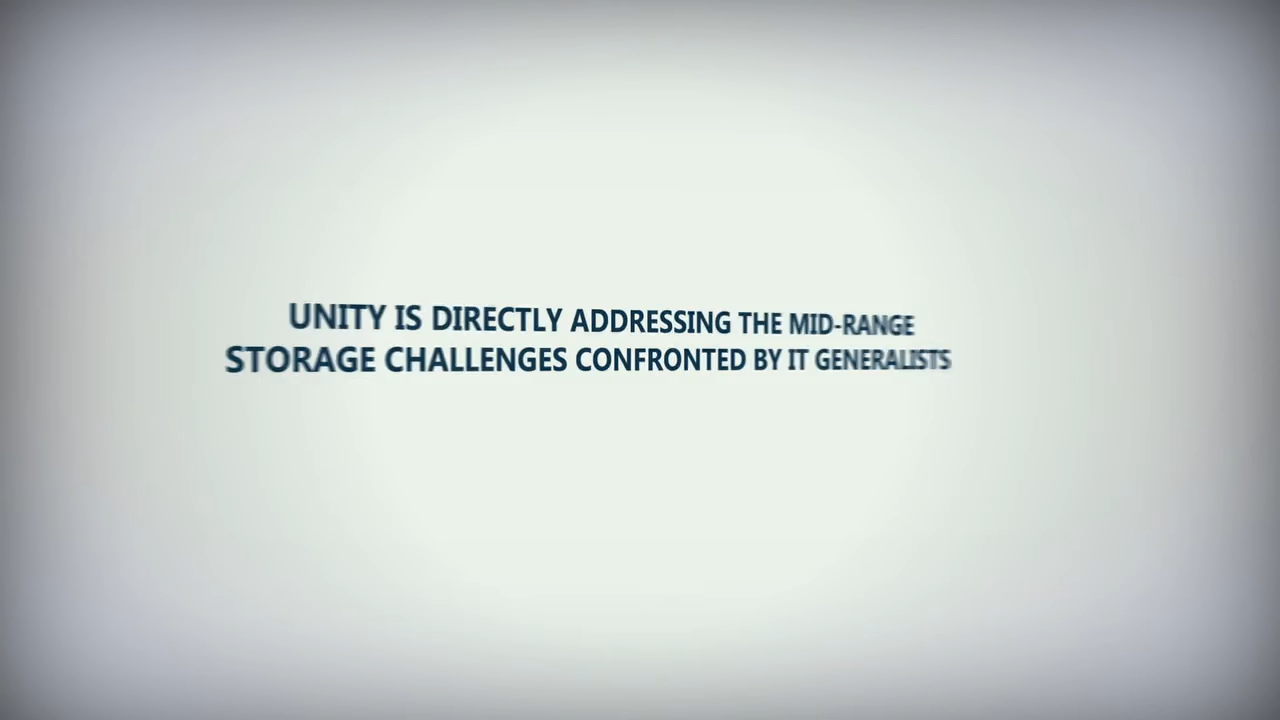 UNITY IS DIRECTLY ADDRESSING THE MID-RANGE
STORAGE CHALLENGES CONFRONTED BY IT GENERALISTS